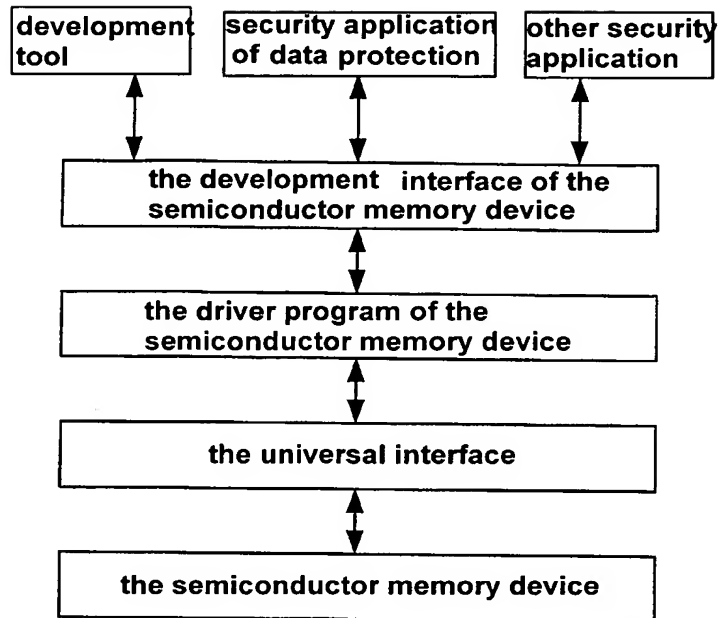 development
tool
security application
of data protection
other security
application
the development interface of the
semiconductor memory device
the driver program of the
semiconductor memory device
the universal interface
the semiconductor memory device